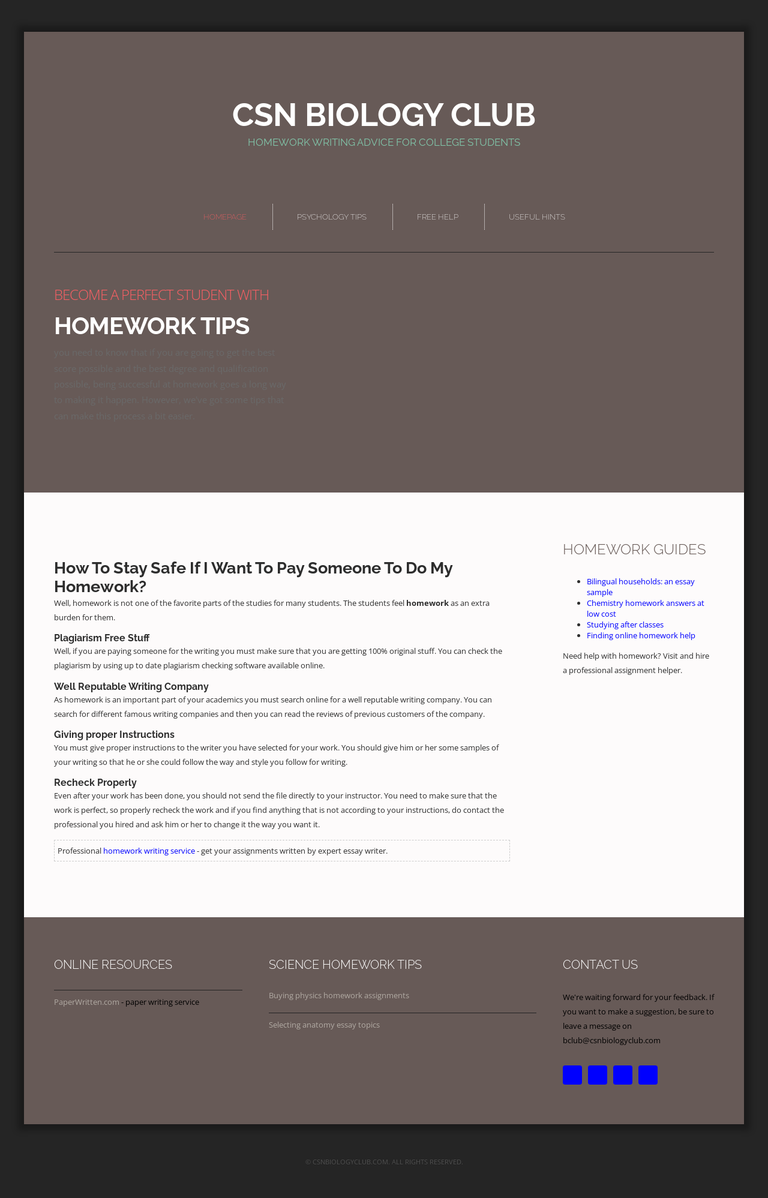 CSN BIOLOGY CLUB
HOMEWORK WRITING ADVICE FOR COLLEGE STUDENTS
HOMEPAGE
PSYCHOLOGY TIPS
FREE HELP
USEFUL HINTS
BECOME A PERFECT STUDENT WITH
HOMEWORK TIPS
you need to know that if you are going to get the best
score possible and the best degree and qualification
possible, being successful at homework goes a long way
to making it happen. However, we've got some tips that
can make this process a bit easier.
How To Stay Safe If I Want To Pay Someone To Do My
Homework?
Well, homework is not one of the favorite parts of the studies for many students. The students feel homework as an extra
burden for them.
Plagiarism Free Stuff
Well, if you are paying someone for the writing you must make sure that you are getting 100% original stuff. You can check the
plagiarism by using up to date plagiarism checking software available online.
Well Reputable Writing Company
As homework is an important part of your academics you must search online for a well reputable writing company. You can
search for different famous writing companies and then you can read the reviews of previous customers of the company.
Giving proper Instructions
You must give proper instructions to the writer you have selected for your work. You should give him or her some samples of
your writing so that he or she could follow the way and style you follow for writing.
Recheck Properly
Even after your work has been done, you should not send the file directly to your instructor. You need to make sure that the
work is perfect, so properly recheck the work and if you find anything that is not according to your instructions, do contact the
professional you hired and ask him or her to change it the way you want it.
Professional homework writing service - get your assignments written by expert essay writer.
HOMEWORK GUIDES
Bilingual households: an essay
sample
Chemistry homework answers at
low cost
Studying after classes
Finding online homework help
Need help with homework? Visit and hire
a professional assignment helper.
ONLINE RESOURCES
PaperWritten.com - paper writing service
SCIENCE HOMEWORK TIPS
Buying physics homework assignments
Selecting anatomy essay topics
CONTACT US
We're waiting forward for your feedback. If
you want to make a suggestion, be sure to
leave a message on
bclub@csnbiologyclub.com
© CSNBIOLOGYCLUB.COM. ALL RIGHTS RESERVED.